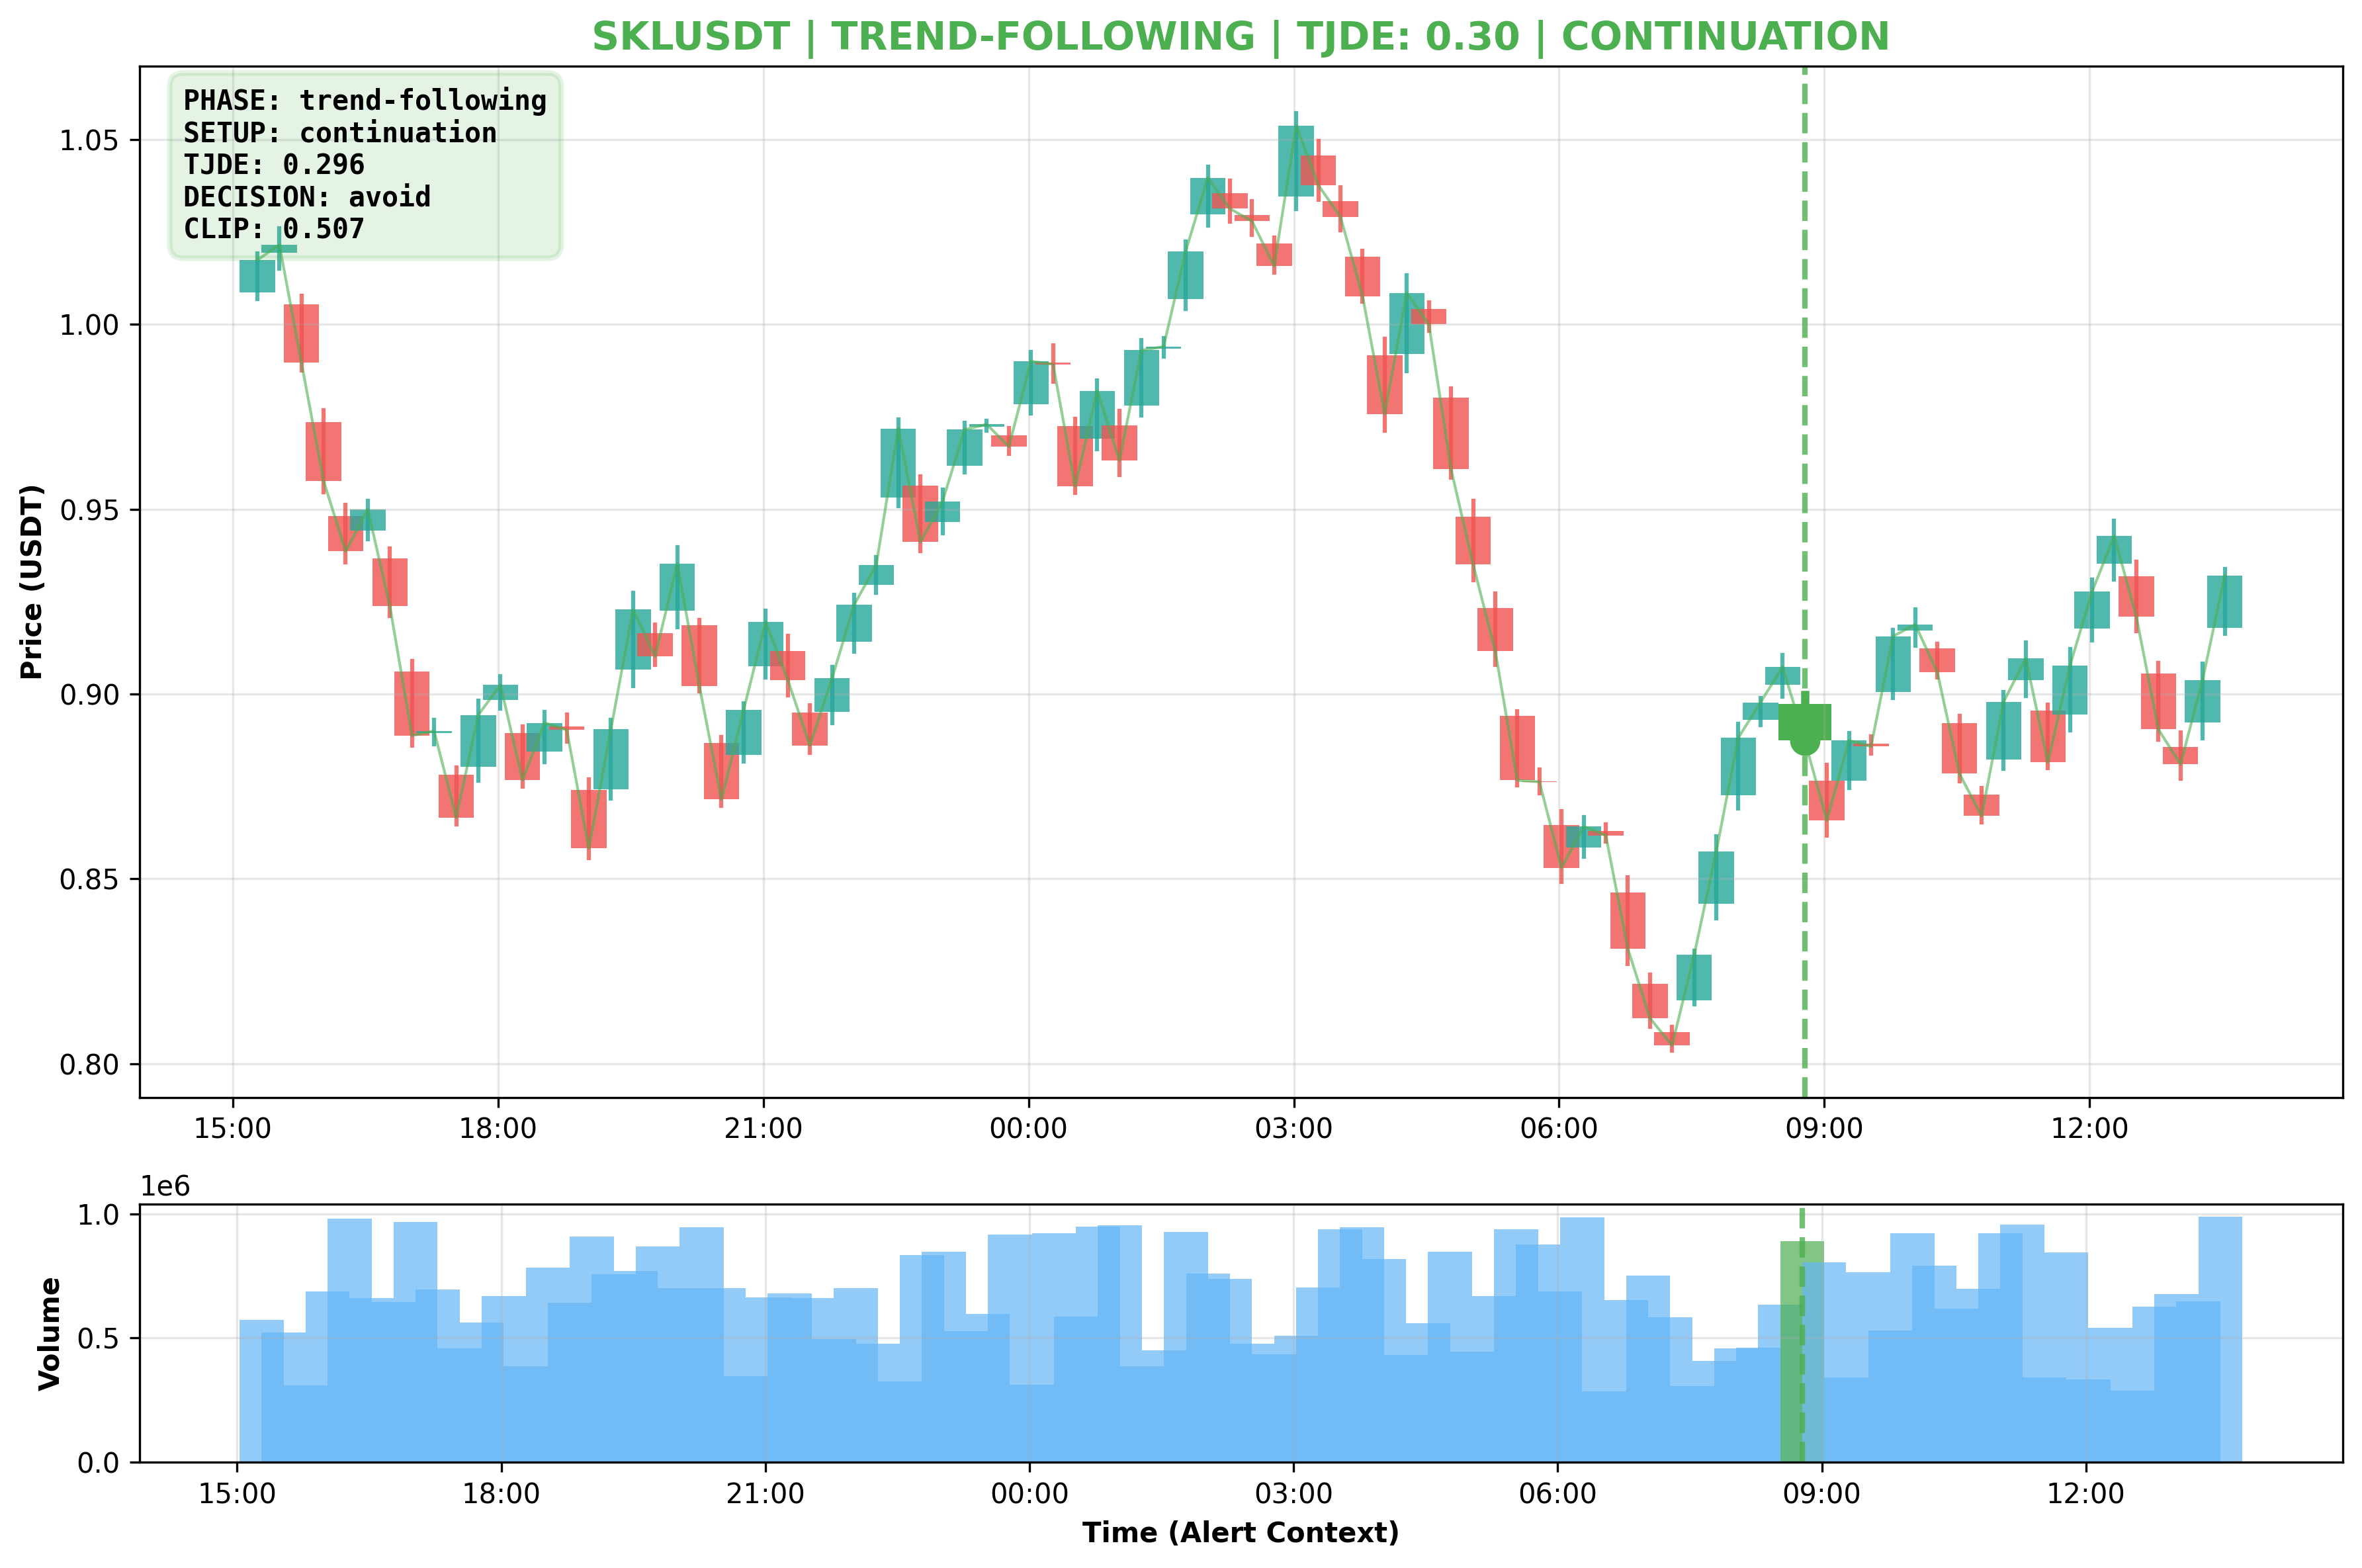 SKLUSDT | TREND-FOLLOWING | TJDE: 0.30 | CONTINUATION
PHASE: trend-following
SETUP: continuation
TJDE: 0.296
DECISION: avoid
CLIP: 0.507
Price (USDT)
1.05
1.00
0.95
0.90
0.85
0.80
15:00 18:00 21:00 00:00 03:00 06:00 09:00 12:00
1e6
Volume
1.0
0.5
0.0
15:00 18:00 21:00 00:00 03:00 06:00 09:00 12:00
Time (Alert Context)